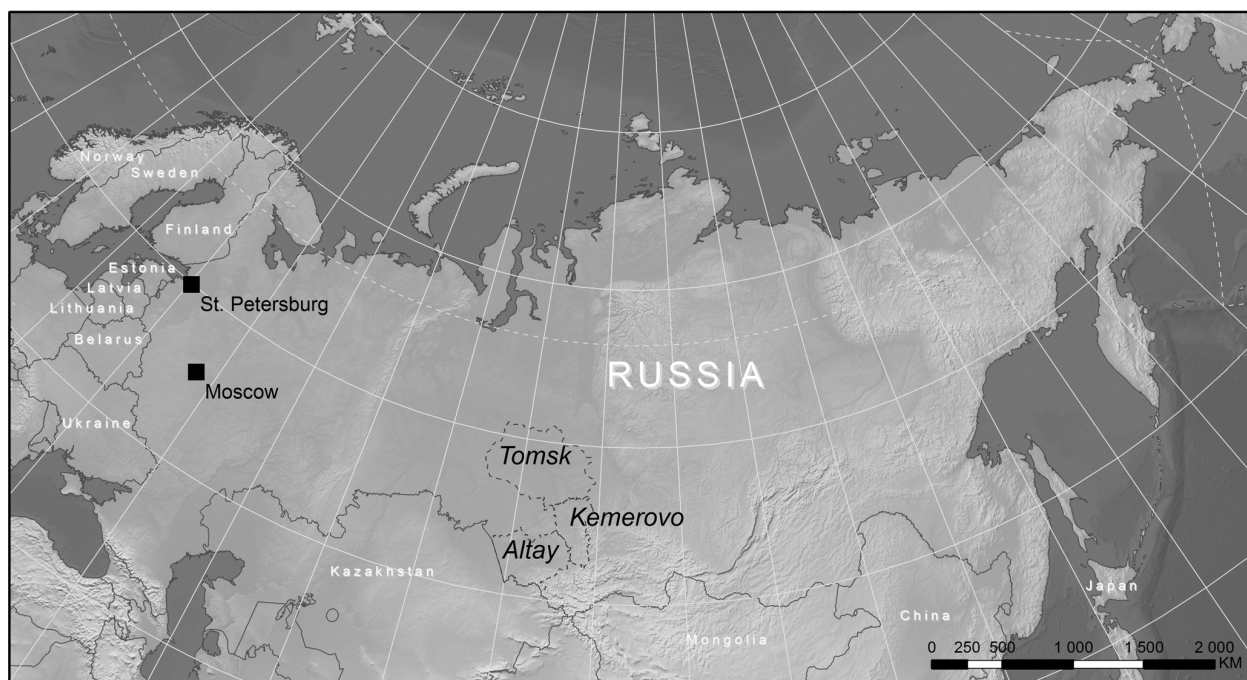 Norway
Sweden
Finland
Estonia
Latvia
Lithuania
Belarus
Ukraine
St. Petersburg
Moscow
RUSSIA
Tomsk
Kemerovo
Altay
Kazakhstan
Mongolia
China
Japan
0 250 500 1 000 1 500 2 000
KM